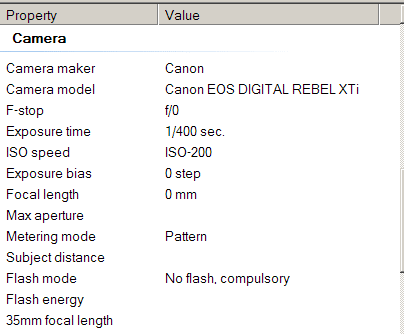 Property Value
Camera
Camera maker Canon
Camera model Canon EOS DIGITAL REBEL XTi
F-stop f/0
Exposure time 1/400 sec.
ISO speed ISO-200
Exposure bias 0 step
Focal length 0 mm
Max aperture
Metering mode Pattern
Subject distance
Flash mode No flash, compulsory
Flash energy
35mm focal length